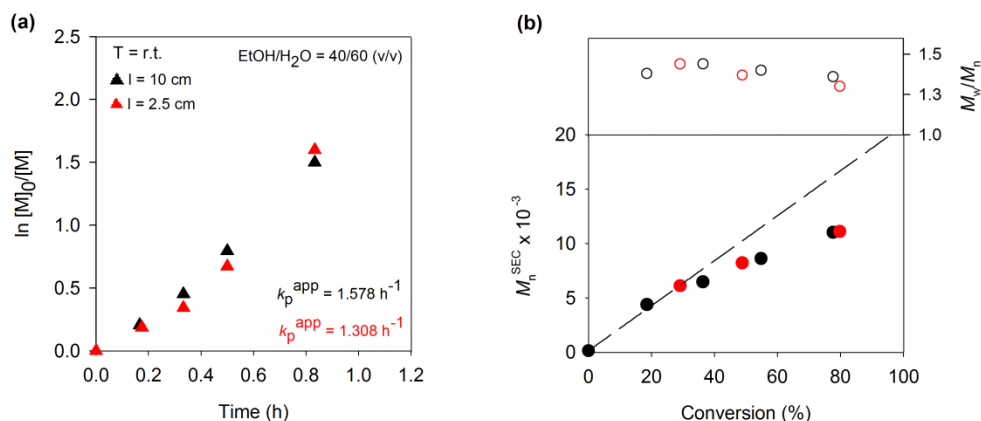 (a)
2.5
2.0
1.5
1.0
0.5
0.0
ln [M]₀/[M]
T = r.t.
EtOH/H₂O = 40/60 (v/v)
l = 10 cm
l = 2.5 cm
kₚᵃᵖᵖ = 1.578 h⁻¹
kₚᵃᵖᵖ = 1.308 h⁻¹
0.0 0.2 0.4 0.6 0.8 1.0 1.2
Time (h)
(b)
1.5
1.3
1.0
Mw/Mn
20
15
10
5
0
Mₙˢᴱᶜ x 10⁻³
0 20 40 60 80 100
Conversion (%)